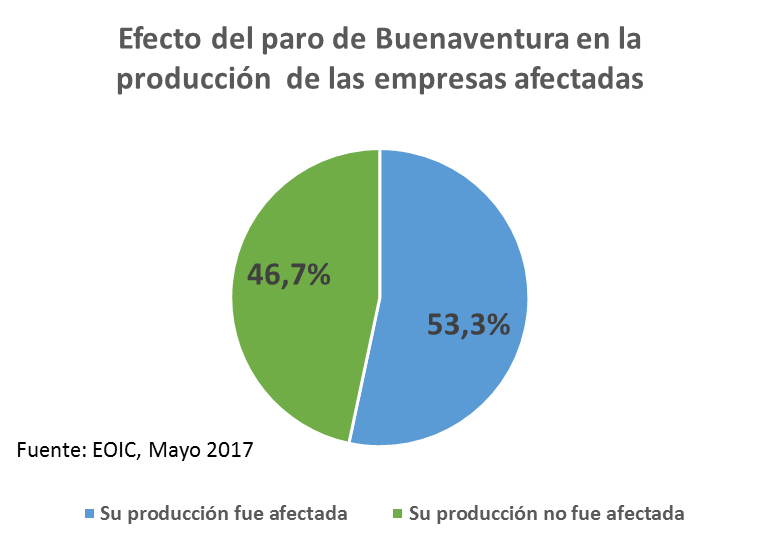 Efecto del paro de Buenaventura en la
producción de las empresas afectadas
46,7%
53,3%
Fuente: EOIC, Mayo 2017
Su producción fue afectada
Su producción no fue afectada